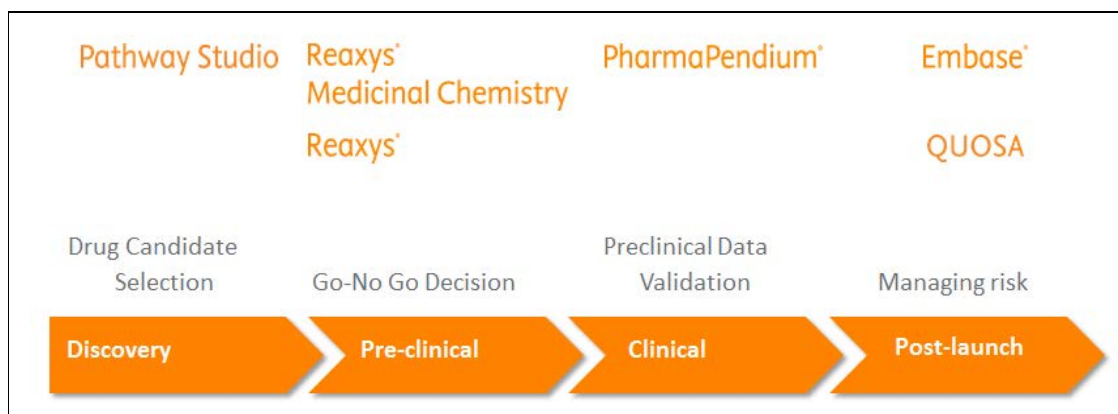 Pathway Studio
Reaxys®
Medicinal Chemistry
Reaxys®
PharmaPendium®
Embase®
QUOSA
Drug Candidate
Selection
Go-No Go Decision
Preclinical Data
Validation
Managing risk
Discovery
Pre-clinical
Clinical
Post-launch